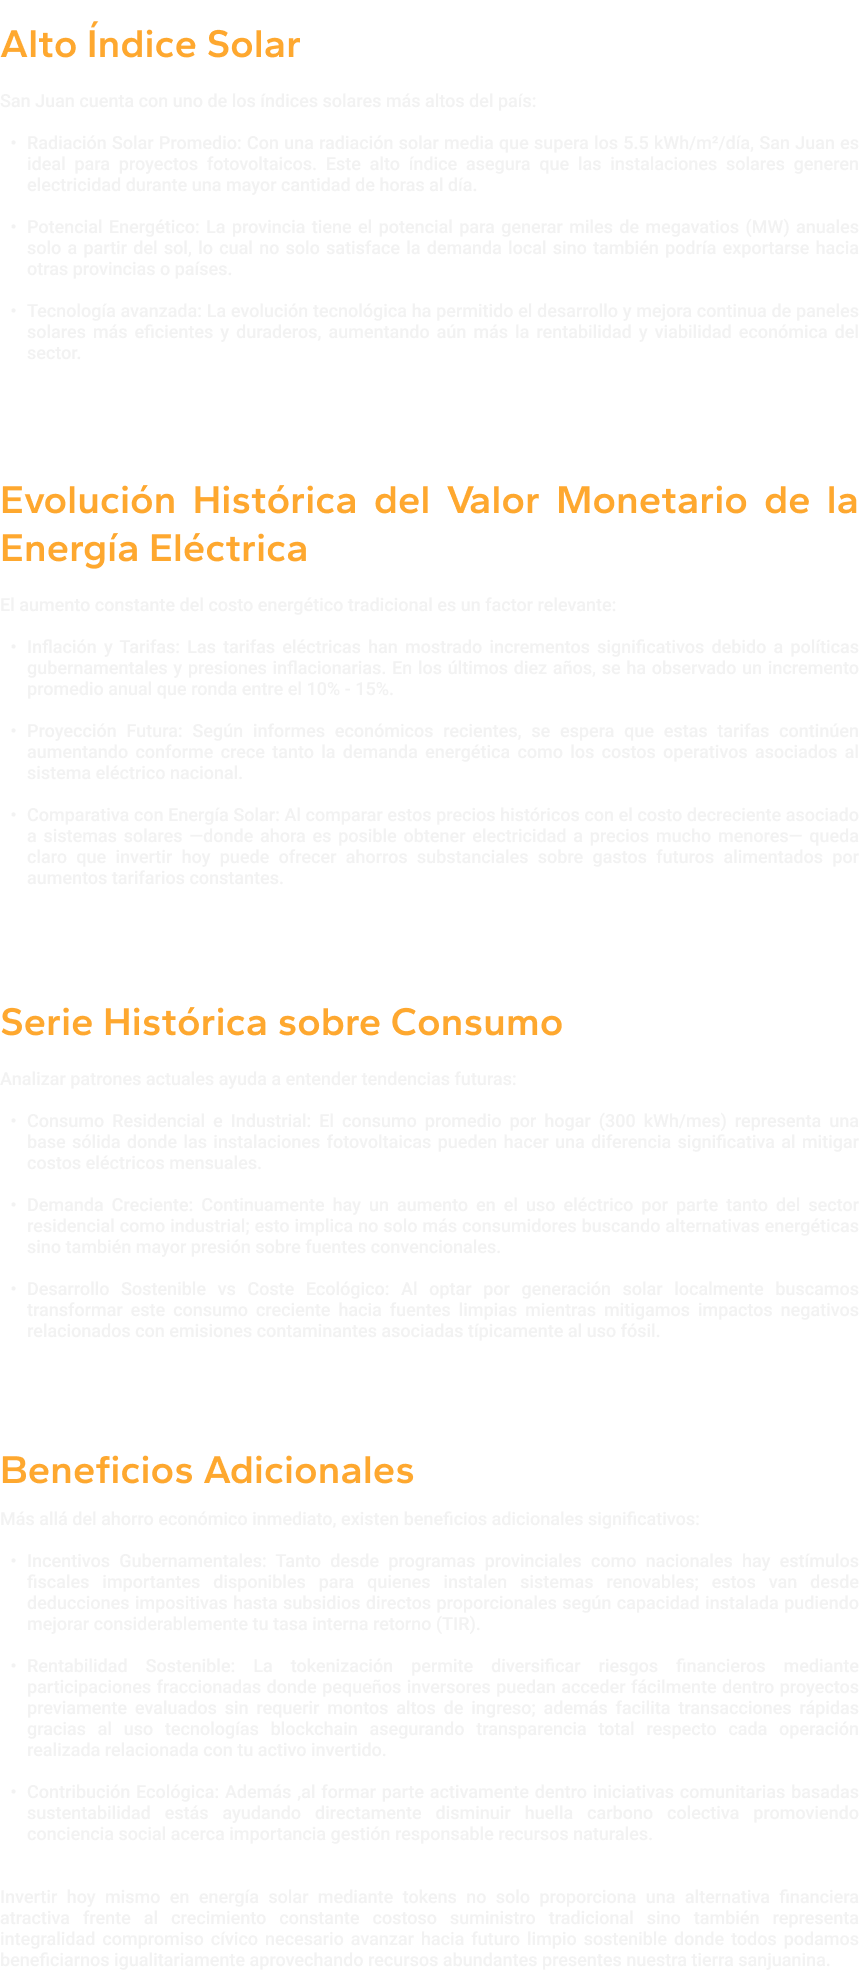 Alto Índice Solar
San Juan cuenta con uno de los índices solares más altos del país:
• Radiación Solar Promedio: Con una radiación solar media que supera los 5.5 kWh/m²/día, San Juan es
ideal para proyectos fotovoltaicos. Este alto índice asegura que las instalaciones solares generen
electricidad durante una mayor cantidad de horas al día.
• Potencial Energético: La provincia tiene el potencial para generar miles de megavatios (MW) anuales
solo a partir del sol, lo cual no solo satisface la demanda local sino también podría exportarse hacia
otras provincias o países.
• Tecnología avanzada: La evolución tecnológica ha permitido el desarrollo y mejora continua de paneles
solares más eficientes y duraderos, aumentando aún más la rentabilidad y viabilidad económica del
sector.
Evolución Histórica del Valor Monetario de la
Energía Eléctrica
El aumento constante del costo energético tradicional es un factor relevante:
• Inflación y Tarifas: Las tarifas eléctricas han mostrado incrementos significativos debido a políticas
gubernamentales y presiones inflacionarias. En los últimos diez años, se ha observado un incremento
promedio anual que ronda entre el 10% - 15%.
• Proyección Futura: Según informes económicos recientes, se espera que estas tarifas continúen
aumentando conforme crece tanto la demanda energética como los costos operativos asociados al
sistema eléctrico nacional.
• Comparativa con Energía Solar: Al comparar estos precios históricos con el costo decreciente asociado
a sistemas solares —donde ahora es posible obtener electricidad a precios mucho menores— queda
claro que invertir hoy puede ofrecer ahorros substanciales sobre gastos futuros alimentados por
aumentos tarifaríos constantes.
Serie Histórica sobre Consumo
Analizar patrones actuales ayuda a entender tendencias futuras:
• Consumo Residencial e Industrial: El consumo promedio por hogar (300 kWh/mes) representa una
base sólida donde las instalaciones fotovoltaicas pueden hacer una diferencia significativa al mitigar
costos eléctricos mensuales.
• Demanda Creciente: Continuamente hay un aumento en el uso eléctrico por parte tanto del sector
residencial como industrial; esto implica no solo más consumidores buscando alternativas energéticas
sino también mayor presión sobre fuentes convencionales.
• Desarrollo Sostenible vs Coste Ecológico: Al optar por generación solar localmente buscamos
transformar este consumo creciente hacia fuentes limpias mientras mitigamos impactos negativos
relacionados con emisiones contaminantes asociadas típicamente al uso fósil.
Beneficios Adicionales
Más allá del ahorro económico inmediato, existen beneficios adicionales significativos:
• Incentivos Gubernamentales: Tanto desde programas provinciales como nacionales hay estímulos
fiscales importantes disponibles para quienes instalen sistemas renovables; estos van desde
deducciones impositivas hasta subsidios directos proporcionales según capacidad instalada pudiendo
mejorar considerablemente tu tasa interna retorno (TIR).
• Rentabilidad Sostenible: La tokenización permite diversificar riesgos financieros mediante
participaciones fraccionadas donde pequeños inversores puedan acceder fácilmente dentro proyectos
previamente evaluados sin requerir montos altos de ingreso; además facilita transacciones rápidas
gracias al uso tecnologías blockchain asegurando transparencia total respecto cada operación
realizada relacionada con tu activo invertido.
• Contribución Ecológica: Además ,al formar parte activamente dentro iniciativas comunitarias basadas
sustentabilidad estás ayudando directamente disminuir huella carbono colectiva promoviendo
conciencia social acerca importancia gestión responsable recursos naturales.
Invertir hoy mismo en energía solar mediante tokens no solo proporciona una alternativa financiera
atractiva frente al crecimiento constante costoso suministro tradicional sino también representa
integralidad compromiso cívico necesario avanzar hacia futuro limpio sostenible donde todos podamos
beneficiarnos igualitariamente aprovechando recursos abundantes presentes nuestra tierra sanjuanina.